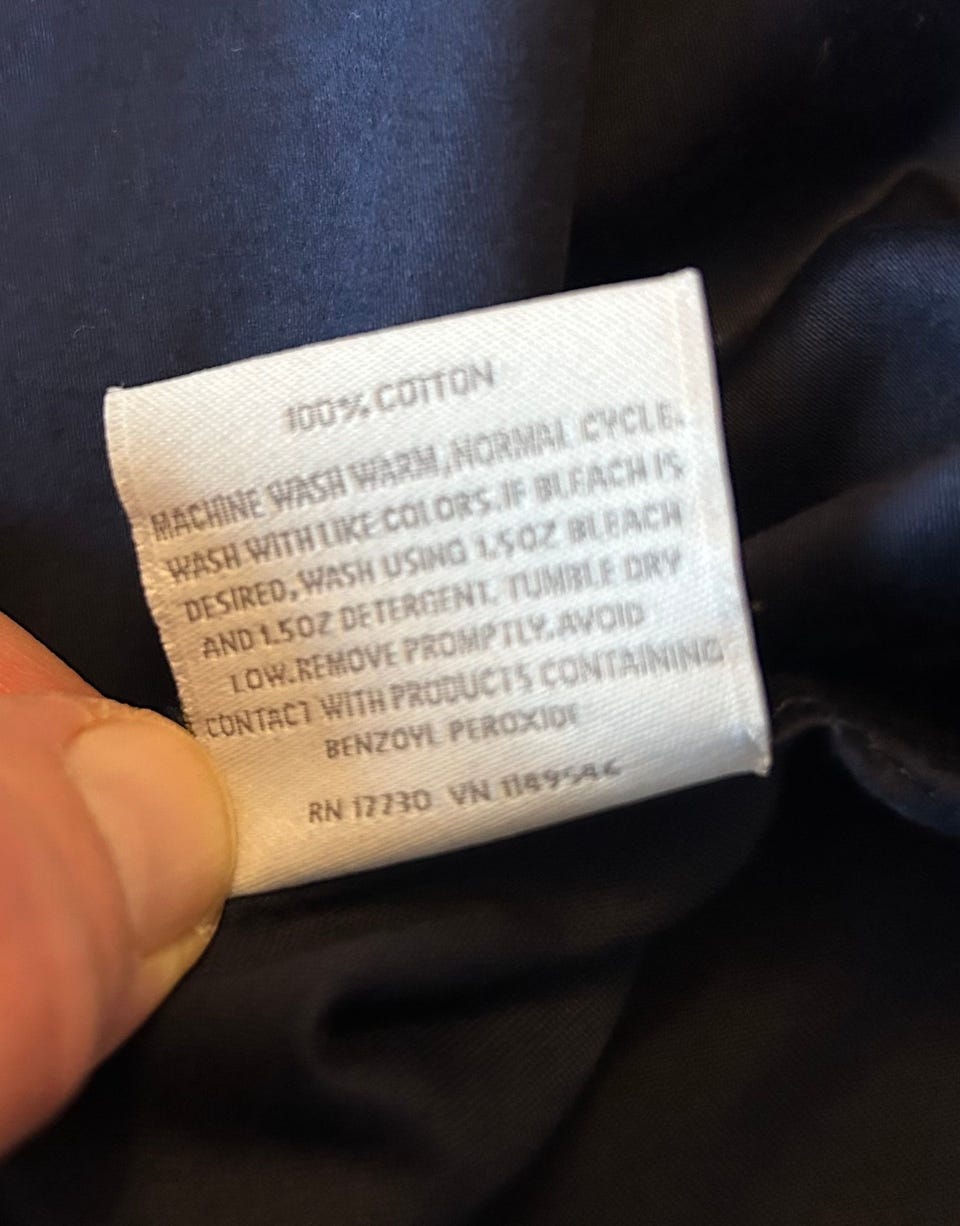 100% COTTON
MACHINE WASH WARM, NORMAL CYCLE.
WASH WITH LIKE COLORS. IF BLEACH IS
DESIRED, WASH USING 1.5OZ BLEACH
AND 1.5OZ DETERGENT. TUMBLE DRY
LOW. REMOVE PROMPTLY. AVOID
CONTACT WITH PRODUCTS CONTAINING
BENZOYL PEROXIDE
RN 17730 VN